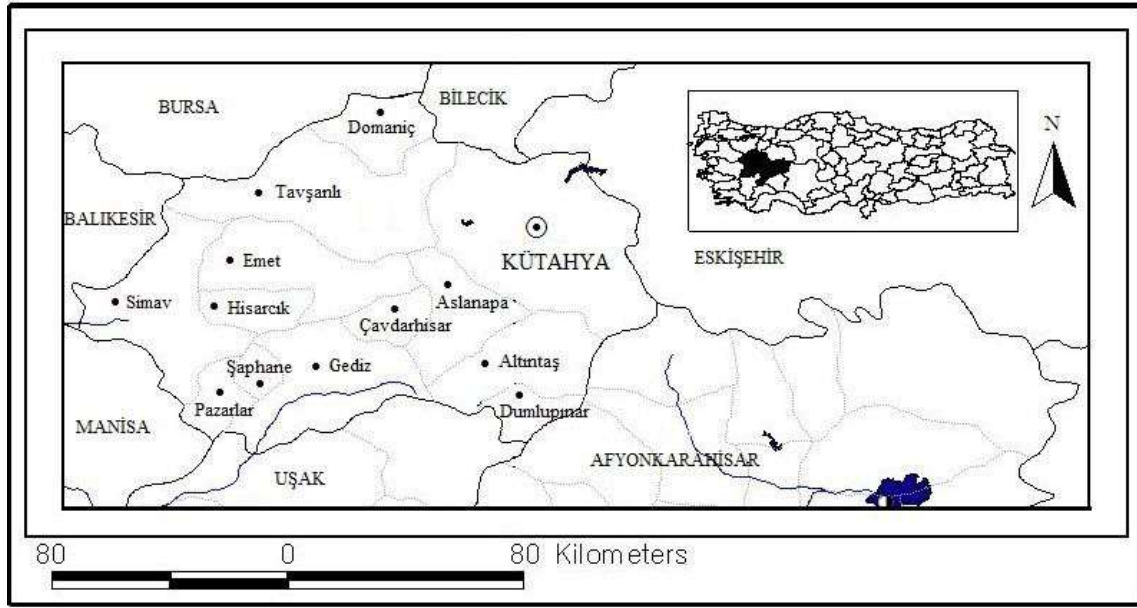 BURSA
BİLECİK
Domaniç
N
Tavşanlı
BALIKESİR
KÜTAHYA
ESKİŞEHİR
Emet
Simav
Hisarcık
Aslanapa
Çavdarhisar
Şaphane
Gediz
Altıntaş
Pazarlar
Dumlupınar
MANİSA
AFYONKARAHİSAR
UŞAK
80 0 80 Kilometers